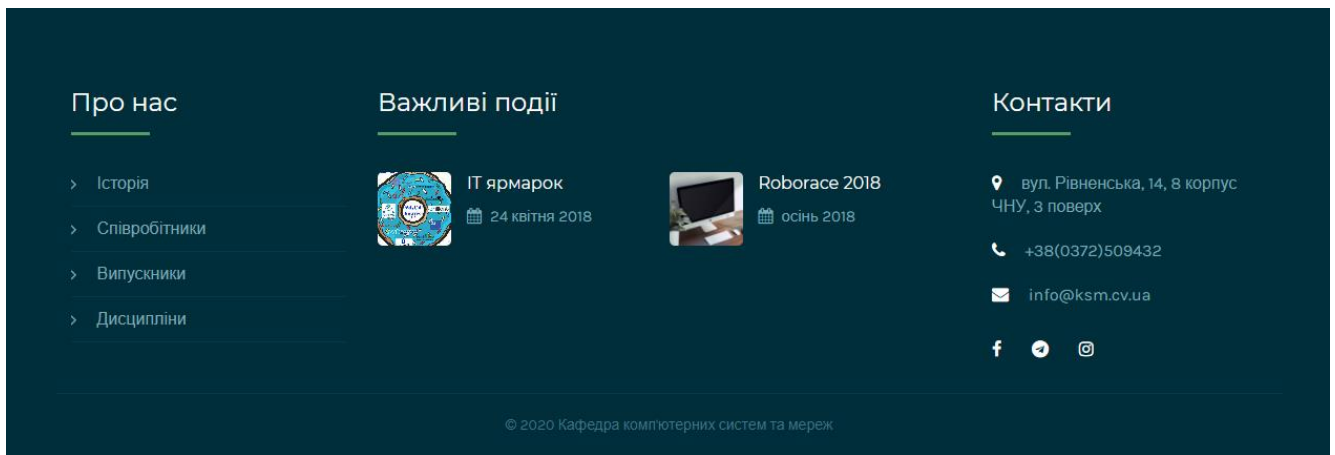 Про нас
Історія
Співробітники
Випускники
Дисципліни
Важливі події
ІТ ярмарок
24 квітня 2018
Roborace 2018
осінь 2018
Контакти
вул. Рівненська, 14, 8 корпус
ЧНУ, 3 поверх
+38(0372)509432
info@ksm.cv.ua
© 2020 Кафедра комп'ютерних систем та мереж